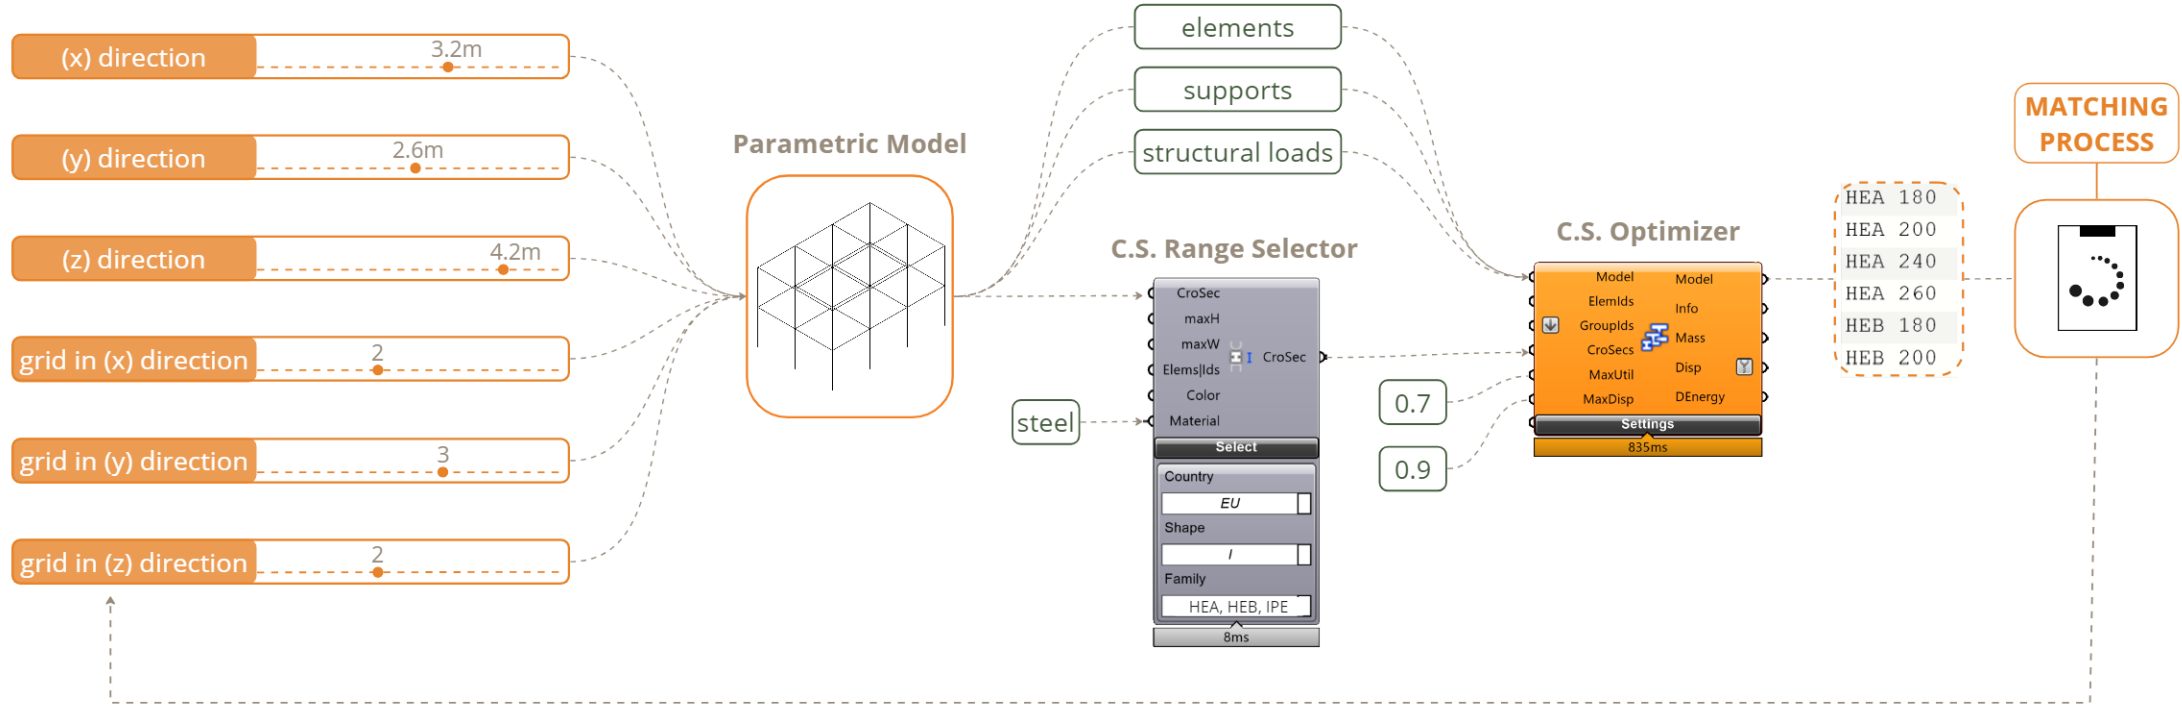 (x) direction
3.2m
(y) direction
2.6m
(z) direction
4.2m
grid in (x) direction
2
grid in (y) direction
3
grid in (z) direction
2
Parametric Model
elements
supports
structural loads
C.S. Range Selector
CroSec
maxH
maxW
Elems|Ids
Color
Material
CroSec
steel
Select
Country
EU
Shape
I
Family
HEA, HEB, IPE
8ms
C.S. Optimizer
Model
ElemIds
GroupIds
CroSecs
MaxUtil
MaxDisp
Model
Info
Mass
Disp
DEnergy
Settings
835ms
0.7
0.9
HEA 180
HEA 200
HEA 240
HEA 260
HEB 180
HEB 200
MATCHING
PROCESS